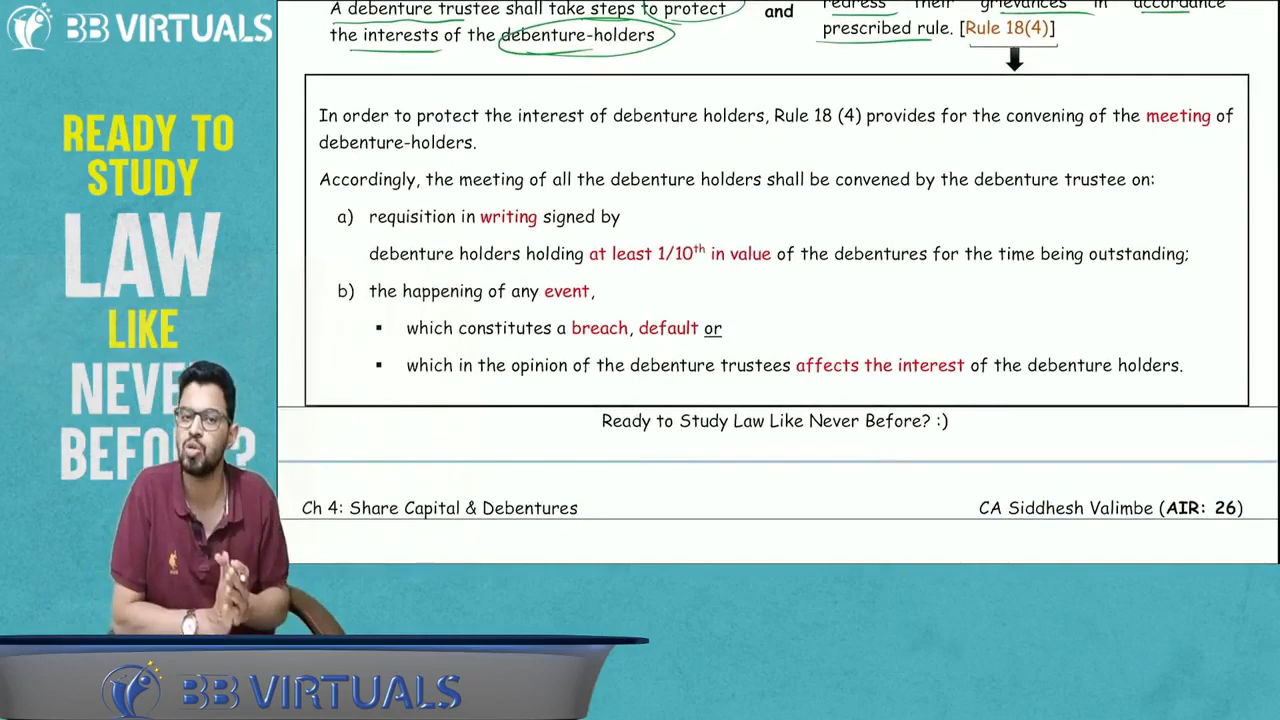 BB VIRTUALS
A debenture trustee shall take steps to protect
the interests of the debenture-holders
and
redress their grievances in accordance
prescribed rule. [Rule 18(4)]
READY TO
STUDY
LAW
LIKE
NEVE
BEFO ?
In order to protect the interest of debenture holders, Rule 18 (4) provides for the convening of the meeting of
debenture-holders.
Accordingly, the meeting of all the debenture holders shall be convened by the debenture trustee on:
a) requisition in writing signed by
debenture holders holding at least 1/10th in value of the debentures for the time being outstanding;
b) the happening of any event,
▪ which constitutes a breach, default or
▪ which in the opinion of the debenture trustees affects the interest of the debenture holders.
Ready to Study Law Like Never Before? :)
Ch 4: Share Capital & Debentures
CA Siddhesh Valimbe (AIR: 26)
BB VIRTUALS